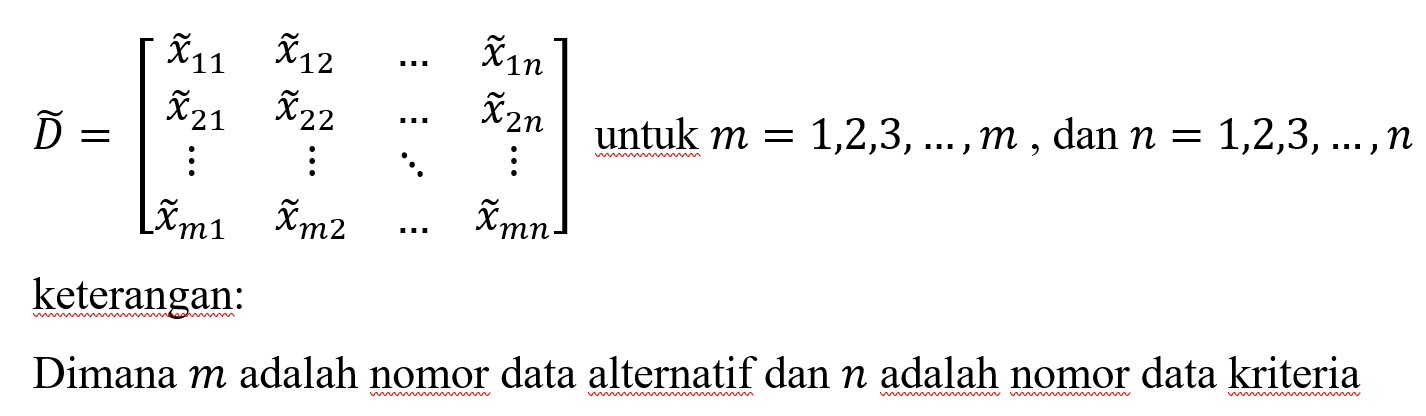 D̃ = [ x̃₁₁ x̃₁₂ … x̃₁ₙ
x̃₂₁ x̃₂₂ … x̃₂ₙ
⋮ ⋮ ⋱ ⋮
x̃ₘ₁ x̃ₘ₂ … x̃ₘₙ ] untuk m = 1,2,3, … , m , dan n = 1,2,3, … , n
keterangan:
Dimana m adalah nomor data alternatif dan n adalah nomor data kriteria